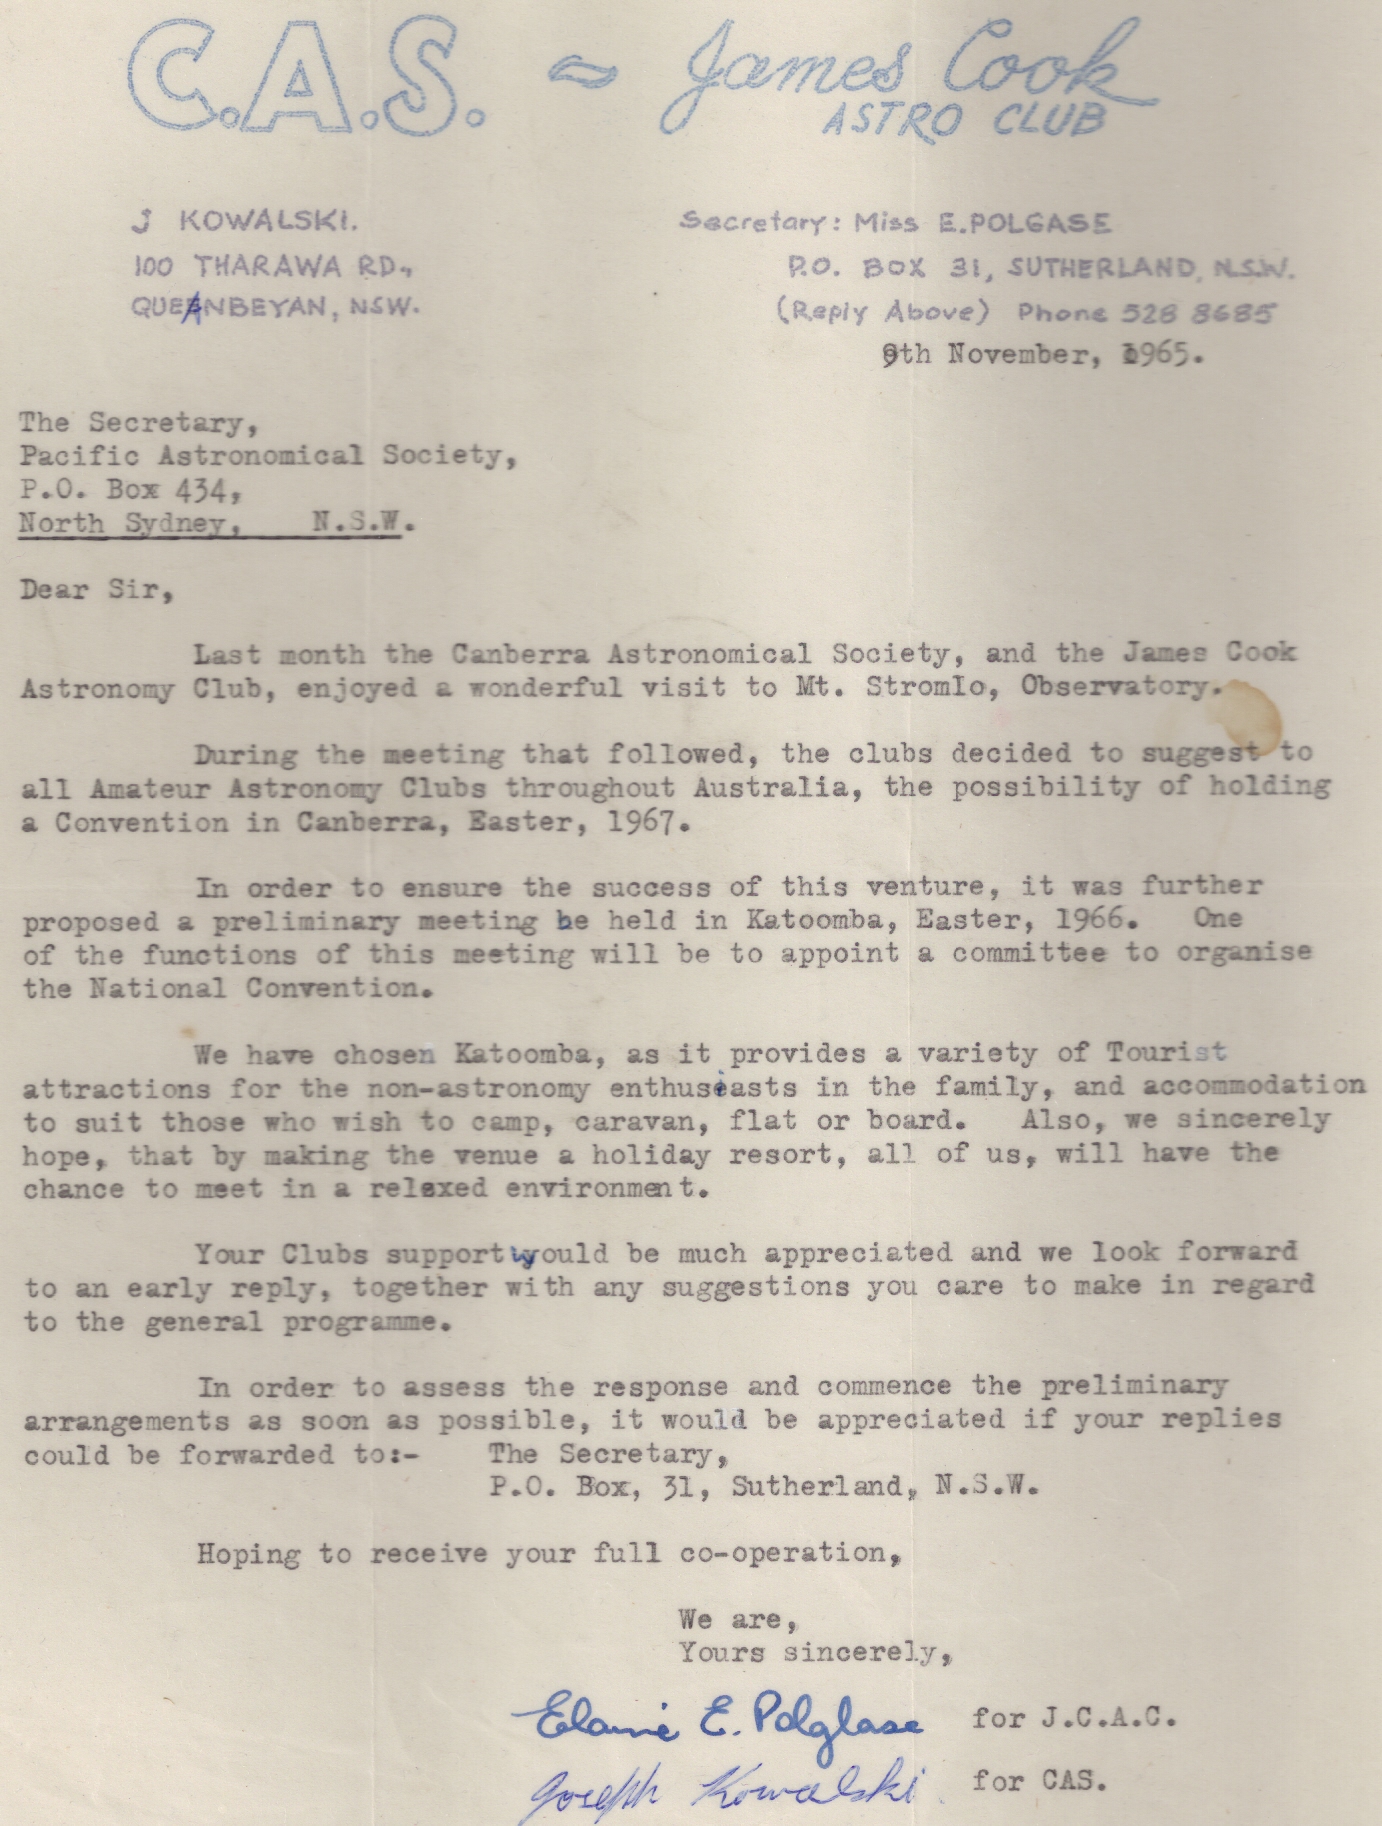 C.A.S. ~ James Cook
ASTRO CLUB
J KOWALSKI.
100 THARAWA RD.,
QUEANBEYAN, NSW.
Secretary: Miss E.POLGASE
P.O. BOX 31, SUTHERLAND, N.S.W.
(Reply Above) Phone 528 8685
9th November, 1965.
The Secretary,
Pacific Astronomical Society,
P.O. Box 434,
North Sydney, N.S.W.
Dear Sir,
Last month the Canberra Astronomical Society, and the James Cook
Astronomy Club, enjoyed a wonderful visit to Mt. Stromlo, Observatory.
During the meeting that followed, the clubs decided to suggest to
all Amateur Astronomy Clubs throughout Australia, the possibility of holding
a Convention in Canberra, Easter, 1967.
In order to ensure the success of this venture, it was further
proposed a preliminary meeting be held in Katoomba, Easter, 1966. One
of the functions of this meeting will be to appoint a committee to organise
the National Convention.
We have chosen Katoomba, as it provides a variety of Tourist
attractions for the non-astronomy enthusiasts in the family, and accommodation
to suit those who wish to camp, caravan, flat or board. Also, we sincerely
hope, that by making the venue a holiday resort, all of us, will have the
chance to meet in a relaxed environment.
Your Clubs support would be much appreciated and we look forward
to an early reply, together with any suggestions you care to make in regard
to the general programme.
In order to assess the response and commence the preliminary
arrangements as soon as possible, it would be appreciated if your replies
could be forwarded to:- The Secretary,
P.O. Box, 31, Sutherland, N.S.W.
Hoping to receive your full co-operation,
We are,
Yours sincerely,
Elaine E. Polglase for J.C.A.C.
Joseph Kowalski for CAS.